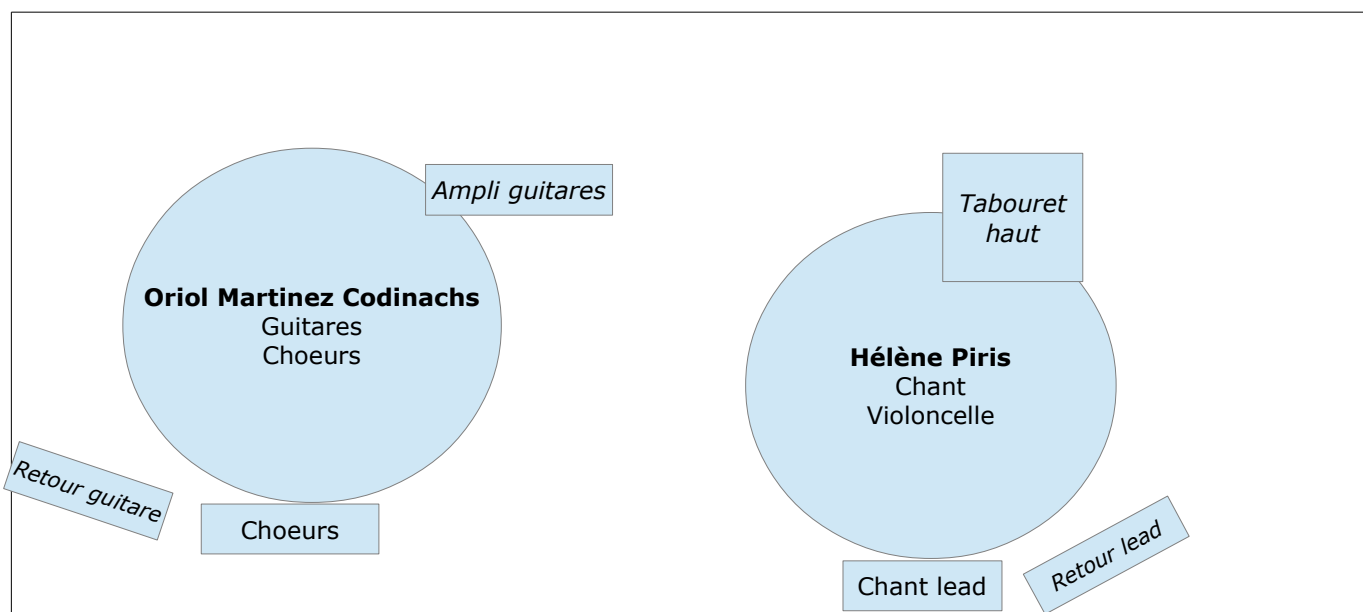 Ampli guitares
Tabouret
haut
Oriol Martinez Codinachs
Guitares
Choeurs
Hélène Piris
Chant
Violoncelle
Retour guitare
Choeurs
Chant lead
Retour lead